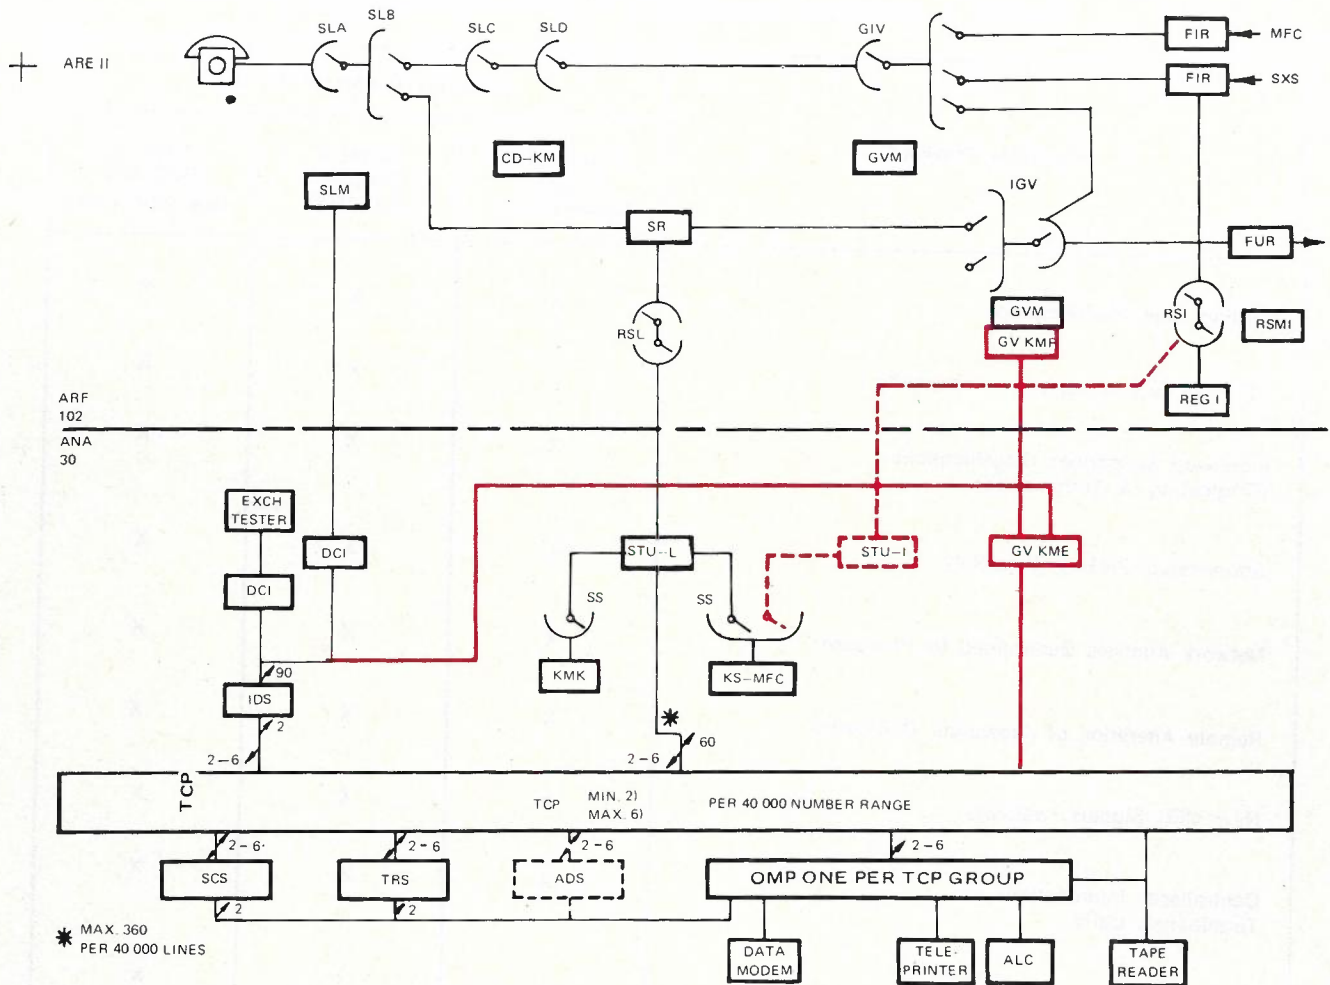 ARE II
SLA
SLB
SLC
SLD
GIV
FIR
MFC
FIR
SXS
CD-KM
GVM
SLM
IGV
SR
FUR
RSL
GVM
GV KMR
RSI
RSMI
REG I
ARF
102
ANA
30
EXCH
TESTER
DCI
DCI
STU-L
STU-I
GV KME
SS
SS
KMK
KS-MFC
90
IDS
2
2-6
*
60
2-6
TCP
TCP
MIN. 2)
MAX. 6)
PER 40 000 NUMBER RANGE
2-6
2-6
2-6
2-6
SCS
TRS
ADS
OMP ONE PER TCP GROUP
2
2
* MAX. 360
PER 40 000 LINES
DATA
MODEM
TELE-
PRINTER
ALC
TAPE
READER